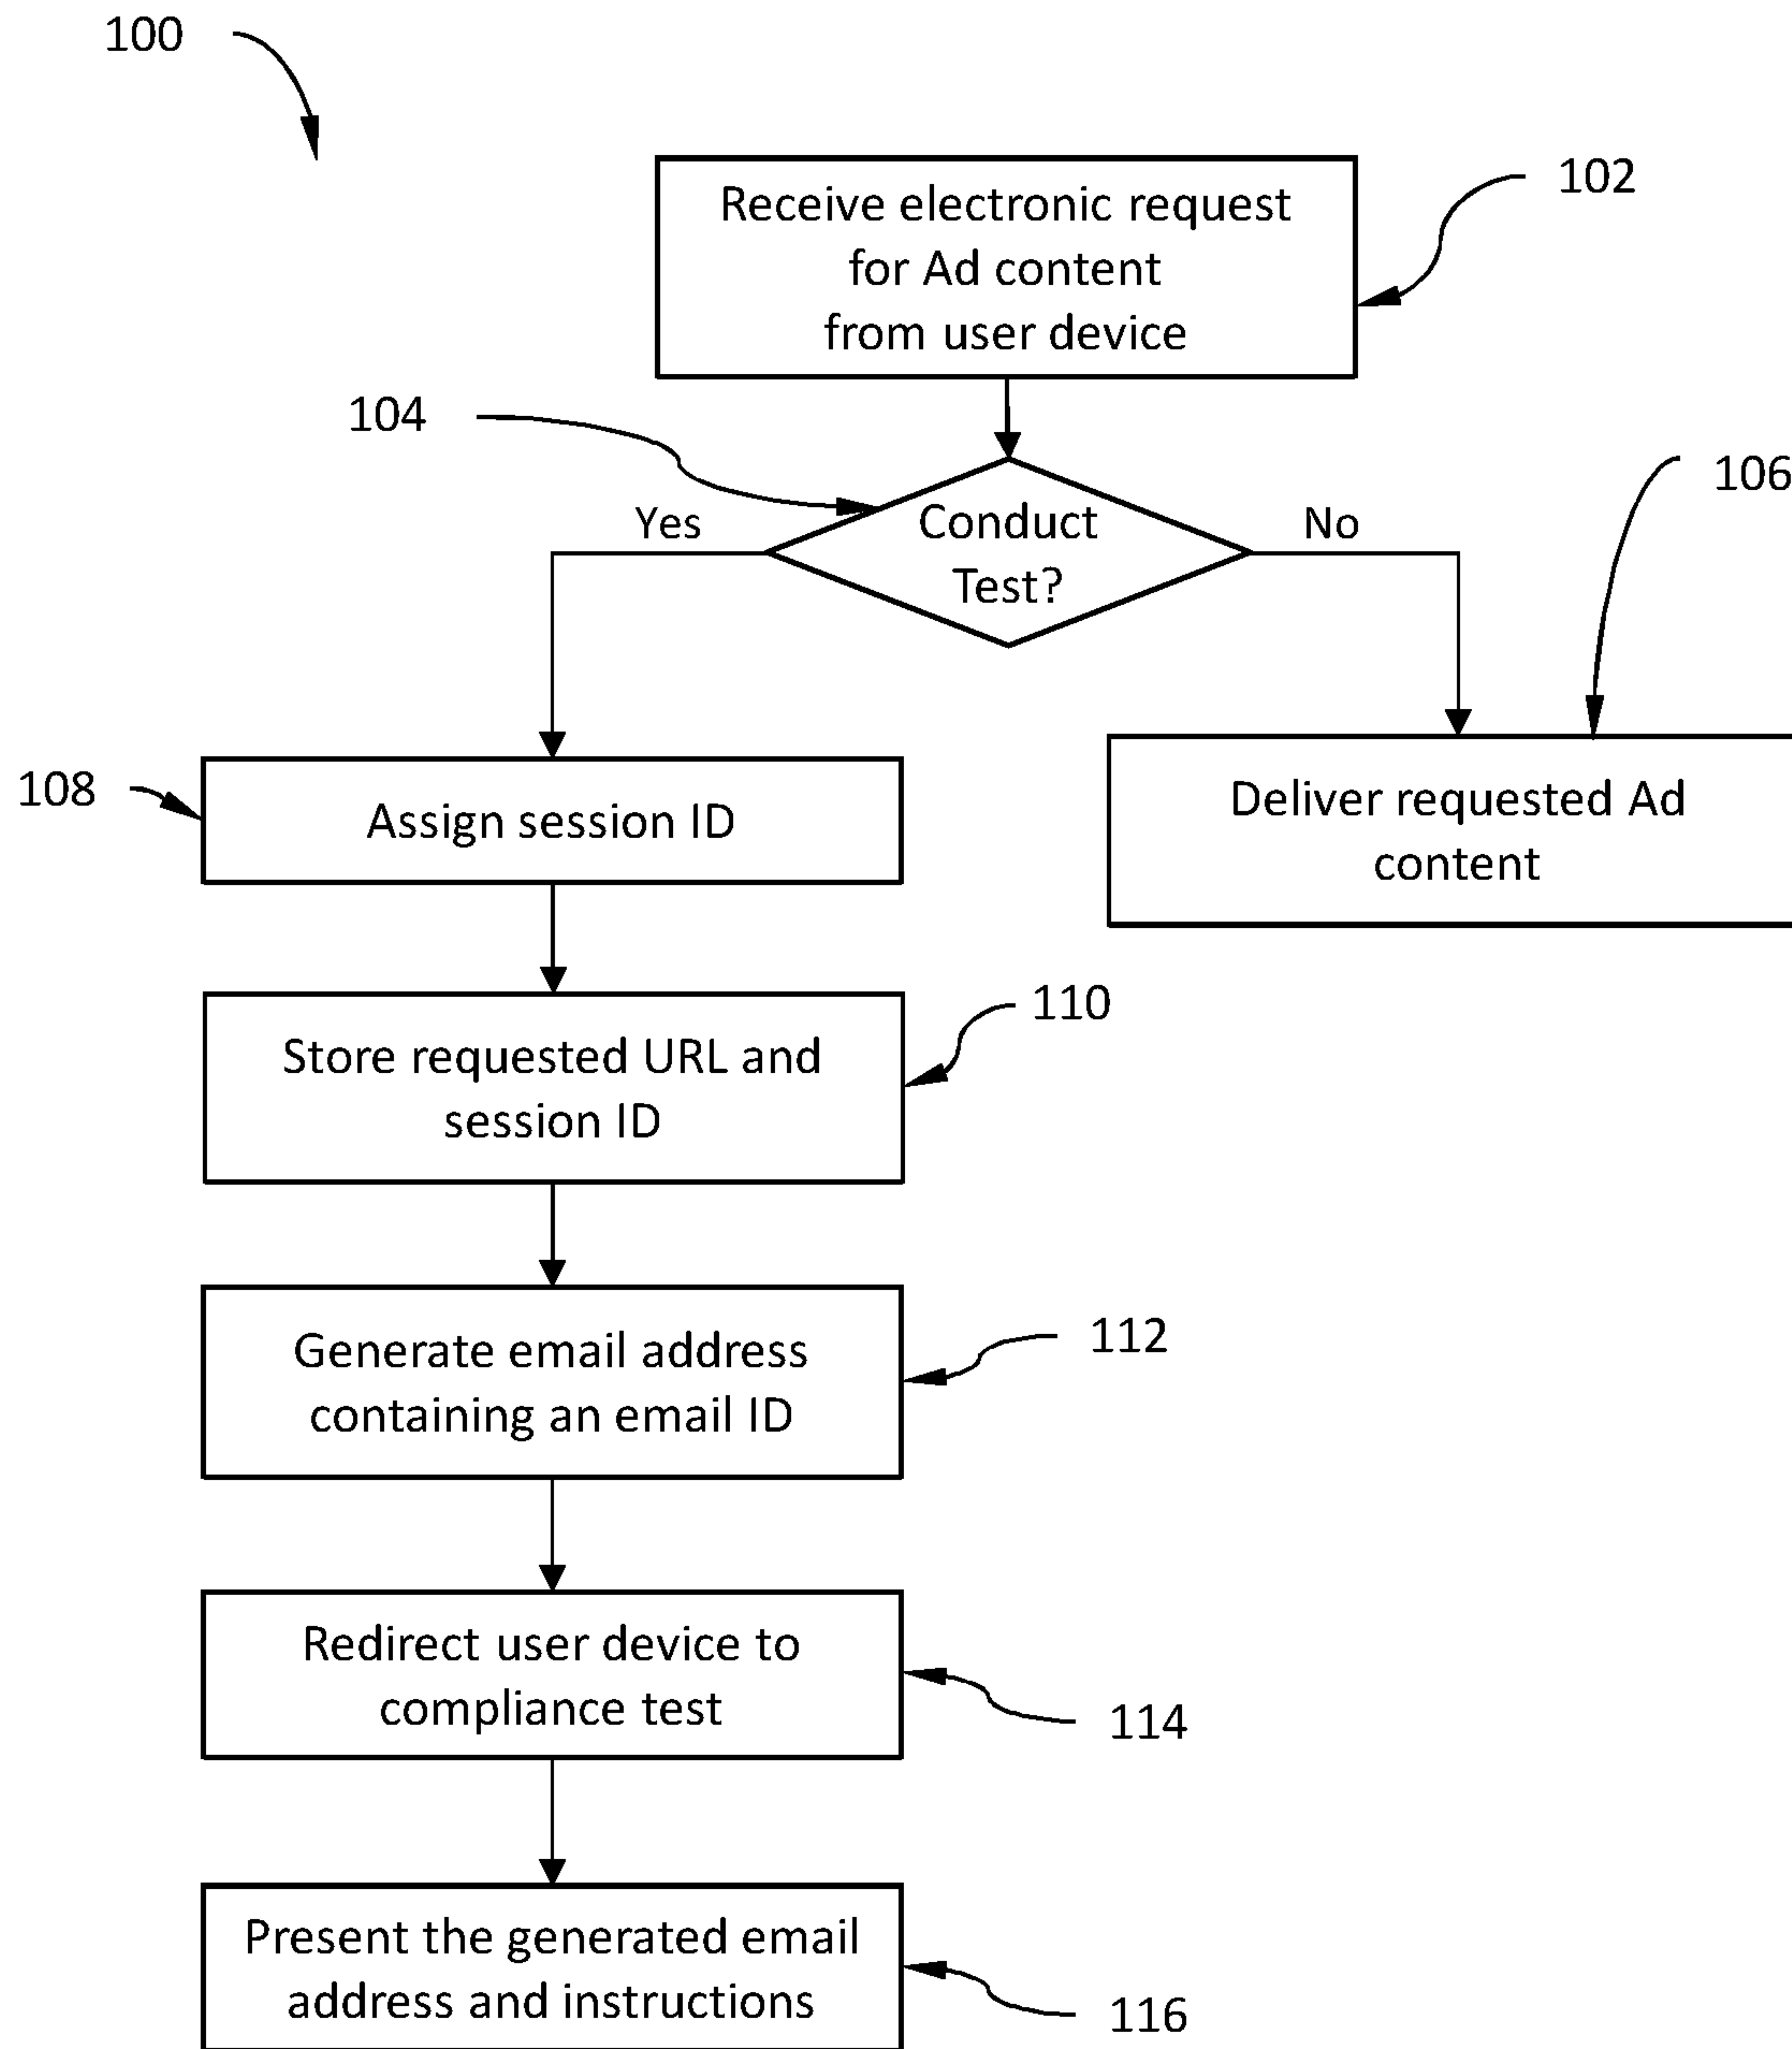 100
102
Receive electronic request
for Ad content
from user device
104
106
Yes
Conduct
Test?
No
108
Assign session ID
Deliver requested Ad
content
110
Store requested URL and
session ID
112
Generate email address
containing an email ID
Redirect user device to
compliance test
114
Present the generated email
address and instructions
116